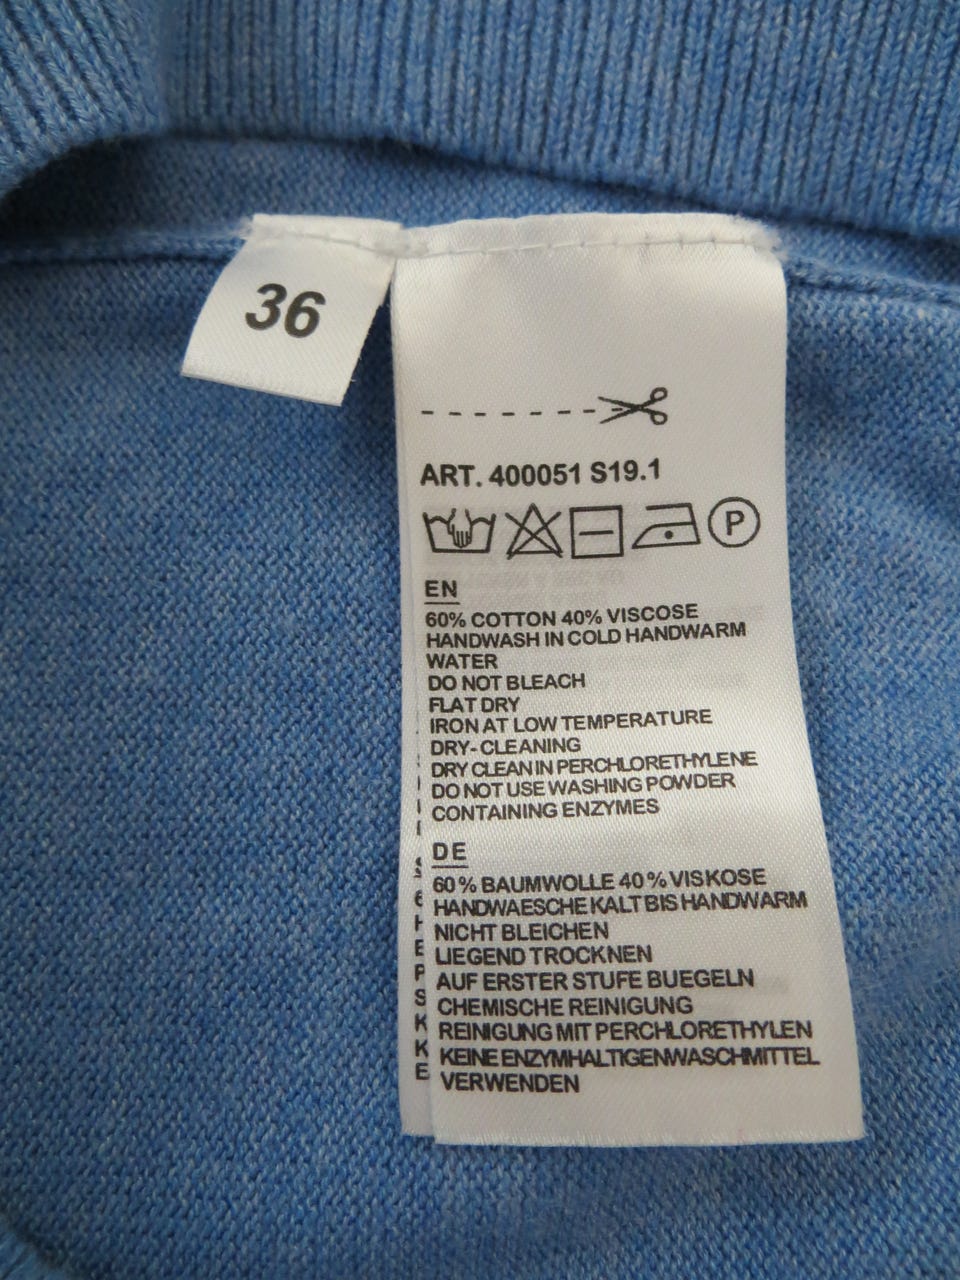 36
ART. 400051 S19.1
P
EN
60% COTTON 40% VISCOSE
HANDWASH IN COLD HANDWARM
WATER
DO NOT BLEACH
FLAT DRY
IRON AT LOW TEMPERATURE
DRY-CLEANING
DRY CLEAN IN PERCHLORETHYLENE
DO NOT USE WASHING POWDER
CONTAINING ENZYMES
DE
60% BAUMWOLLE 40% VISKOSE
HANDWAESCHE KALT BIS HANDWARM
NICHT BLEICHEN
LIEGEND TROCKNEN
AUF ERSTER STUFE BUEGELN
CHEMISCHE REINIGUNG
REINIGUNG MIT PERCHLORETHYLEN
KEINE ENZYMHALTIGEN WASCHMITTEL
VERWENDEN